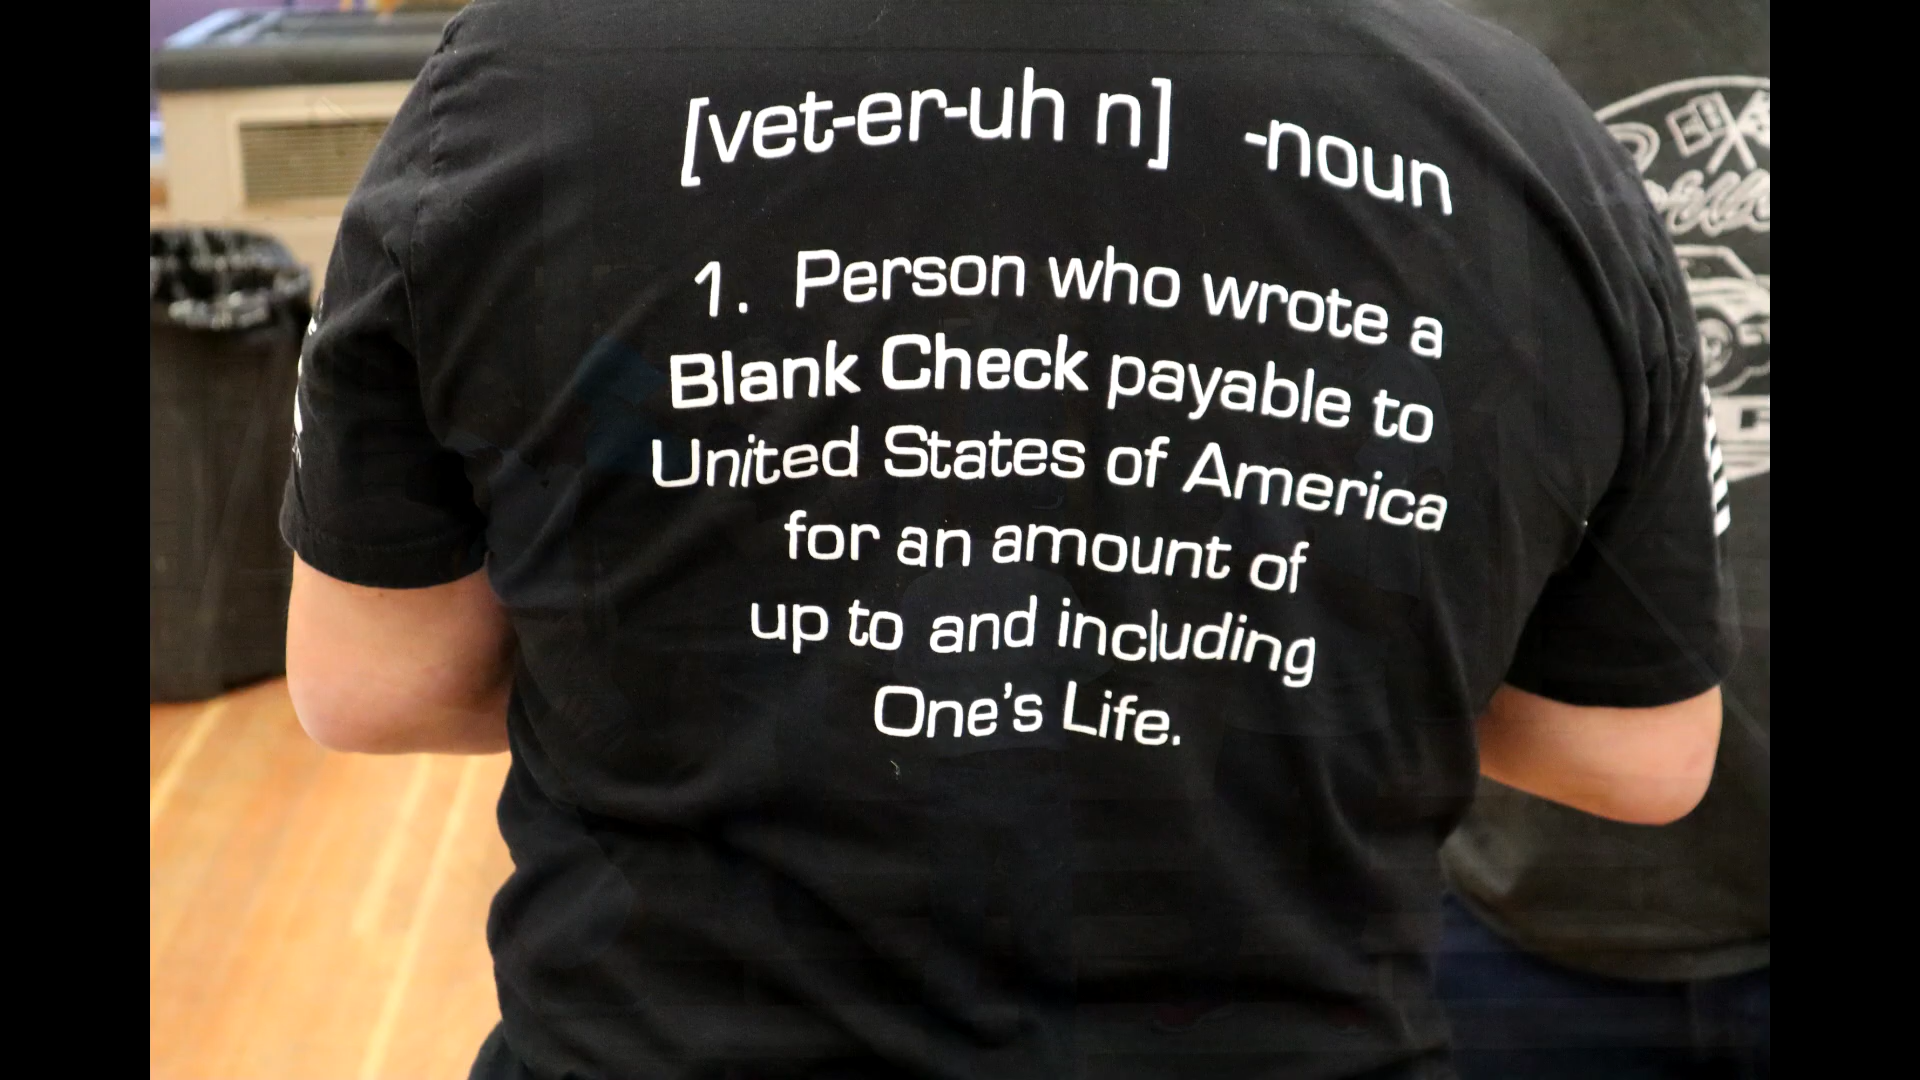 [vet-er-uh n] -noun
1. Person who wrote a
Blank Check payable to
United States of America
for an amount of
up to and including
One's Life.